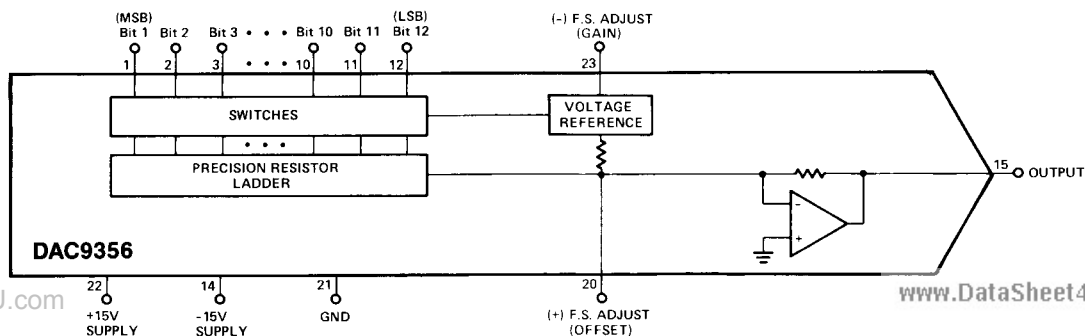 (MSB) (LSB) (-) F.S. ADJUST
Bit 1 Bit 2 Bit 3 • • • Bit 10 Bit 11 Bit 12 (GAIN)
1 2 3 • • • 10 11 12 23
SWITCHES
VOLTAGE
REFERENCE
• • •
PRECISION RESISTOR
LADDER
15 OUTPUT
-
+
DAC9356
22 14 21 20
U.com
www.DataSheet4
+15V
SUPPLY
-15V
SUPPLY
GND
(+) F.S. ADJUST
(OFFSET)